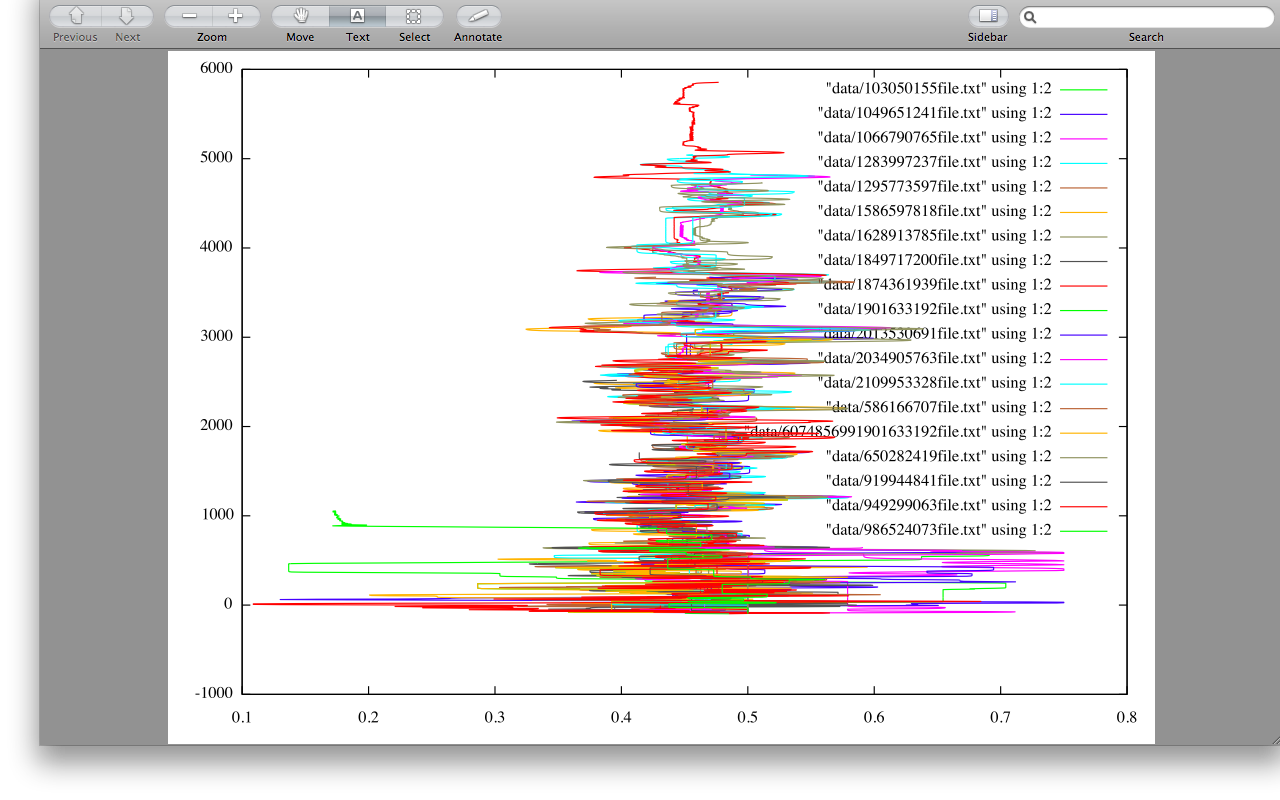 Previous Next Zoom Move Text Select Annotate Sidebar Search
A
6000
5000
4000
3000
2000
1000
0
-1000
0.1 0.2 0.3 0.4 0.5 0.6 0.7 0.8
"data/103050155file.txt" using 1:2
"data/1049651241file.txt" using 1:2
"data/1066790765file.txt" using 1:2
"data/1283997237file.txt" using 1:2
"data/1295773597file.txt" using 1:2
"data/1586597818file.txt" using 1:2
"data/1628913785file.txt" using 1:2
"data/1849717200file.txt" using 1:2
"data/1874361939file.txt" using 1:2
"data/1901633192file.txt" using 1:2
"data/2013530691file.txt" using 1:2
"data/2034905763file.txt" using 1:2
"data/2109953328file.txt" using 1:2
"data/586166707file.txt" using 1:2
"data/6074856991901633192file.txt" using 1:2
"data/650282419file.txt" using 1:2
"data/919944841file.txt" using 1:2
"data/949299063file.txt" using 1:2
"data/986524073file.txt" using 1:2